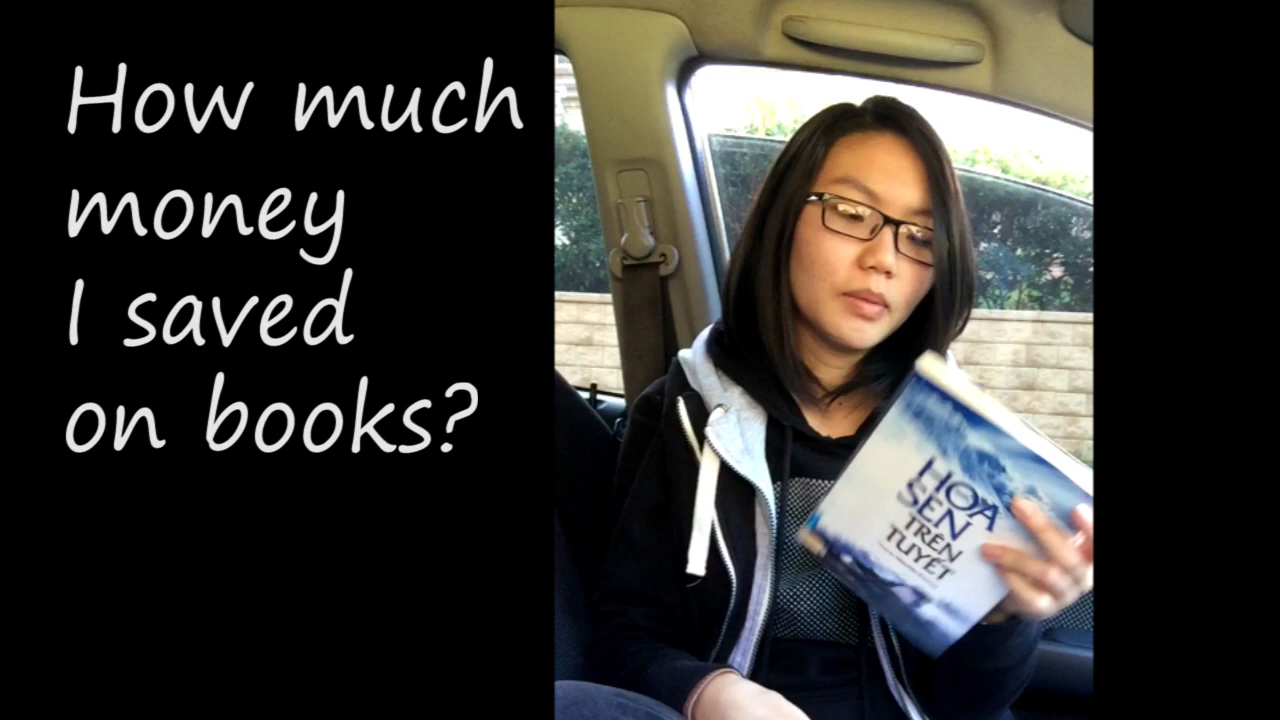 How much
money
I saved
on books?
HOA
SEN
TRÊN
TUYẾT